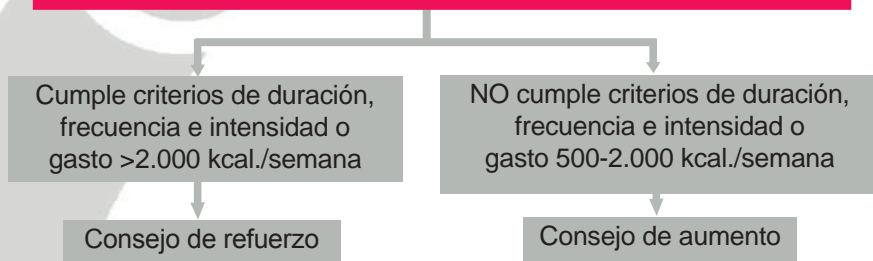 Cumple criterios de duración,
frecuencia e intensidad o
gasto >2.000 kcal./semana
NO cumple criterios de duración,
frecuencia e intensidad o
gasto 500-2.000 kcal./semana
Consejo de refuerzo
Consejo de aumento